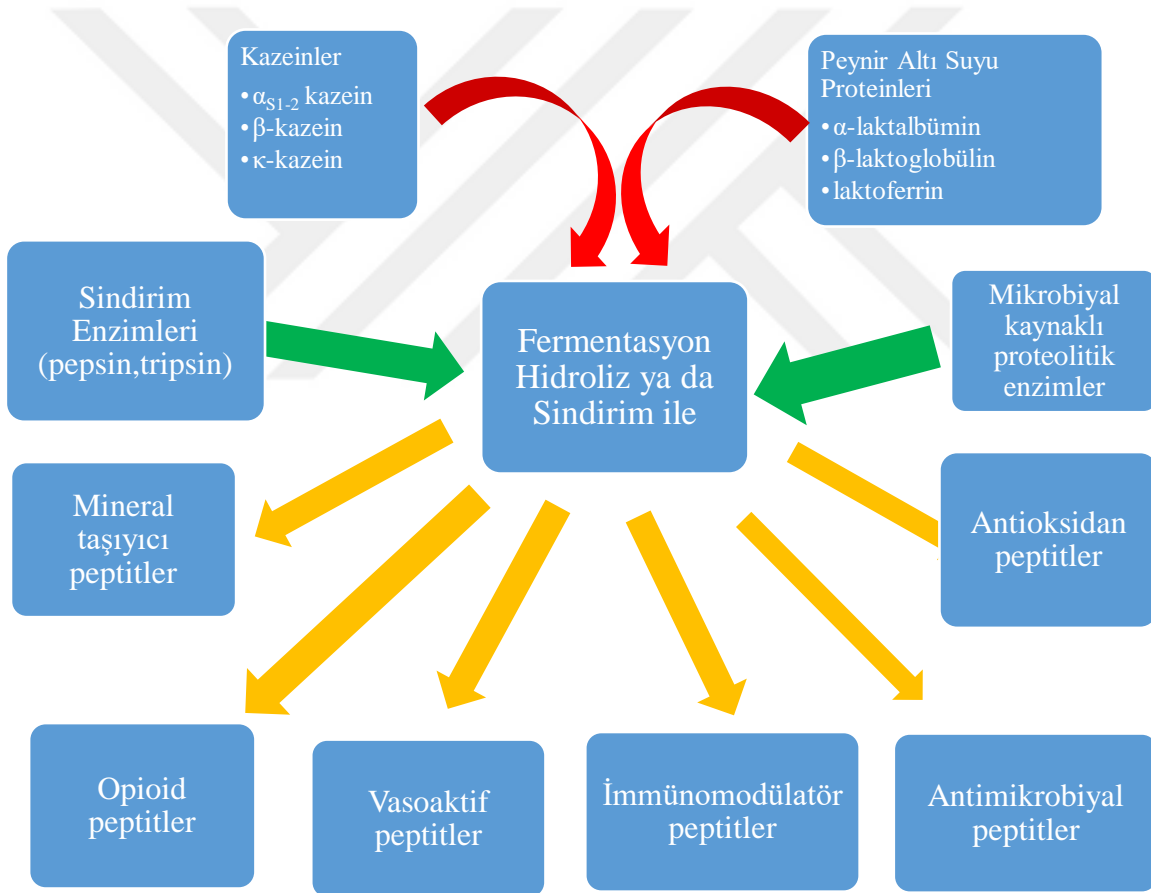 Kazeinler
• αS1-2 kazein
• β-kazein
• κ-kazein
Peynir Altı Suyu
Proteinleri
• α-laktalbümin
• β-laktoglobülin
• laktoferrin
Sindirim
Enzimleri
(pepsin,tripsin)
Fermentasyon
Hidroliz ya da
Sindirim ile
Mikrobiyal
kaynaklı
proteolitik
enzimler
Mineral
taşıyıcı
peptitler
Antioksidan
peptitler
Opioid
peptitler
Vasoaktif
peptitler
İmmünomodülatör
peptitler
Antimikrobiyal
peptitler